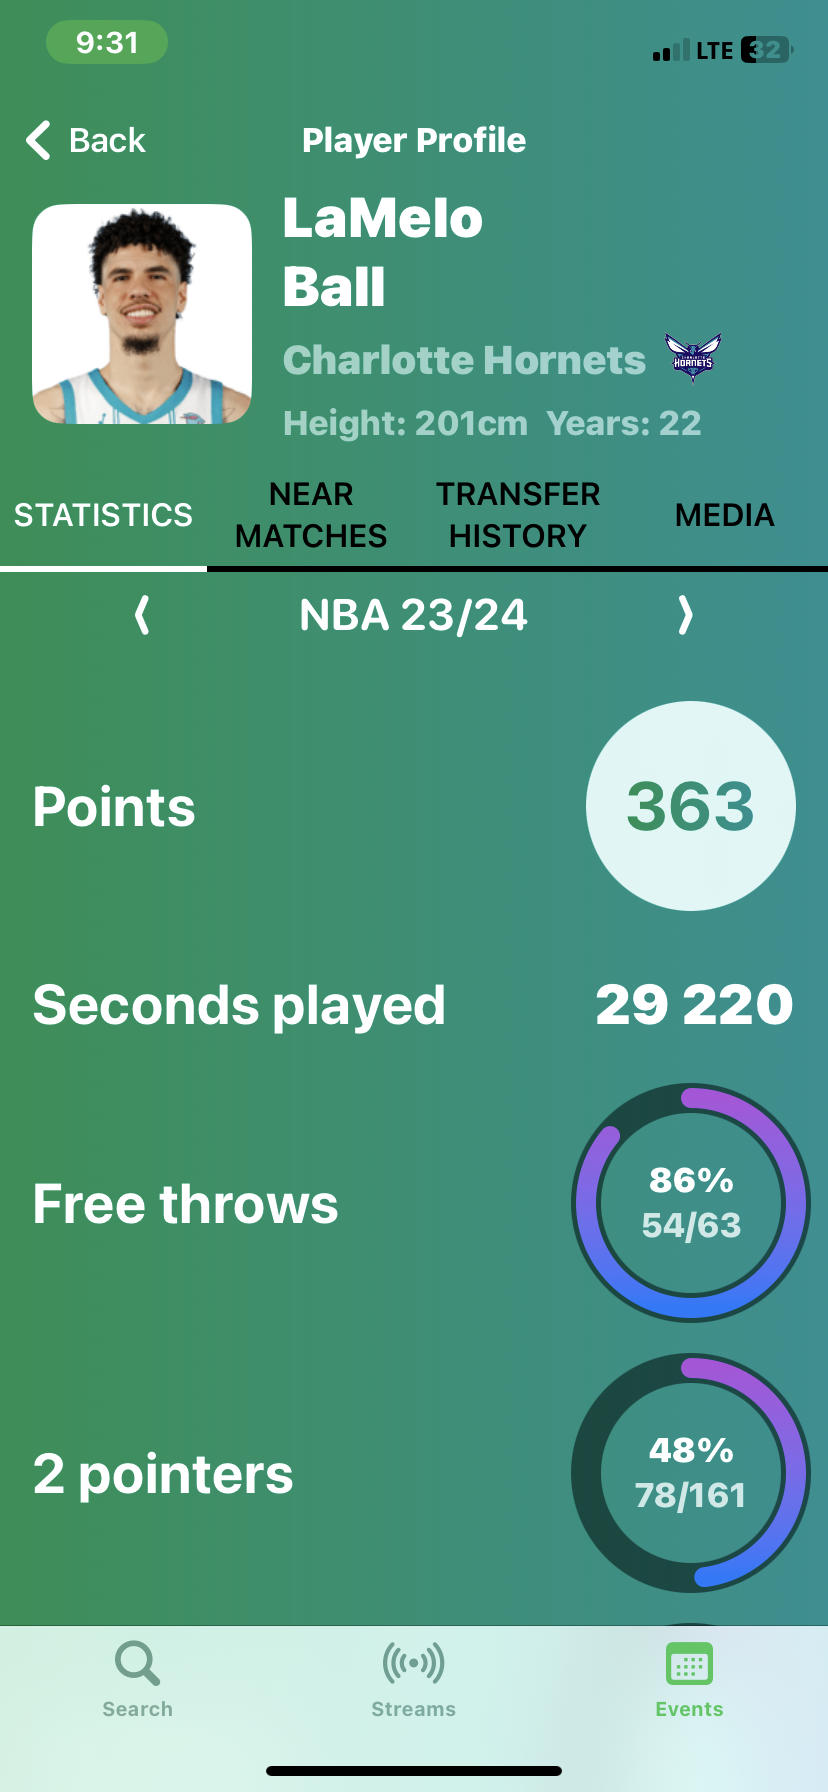 9:31
LTE 32
Back
Player Profile
LaMelo
Ball
Charlotte Hornets
HORNETS
Height: 201cm Years: 22
STATISTICS
NEAR
MATCHES
TRANSFER
HISTORY
MEDIA
NBA 23/24
Points
363
Seconds played
29 220
Free throws
86%
54/63
2 pointers
48%
78/161
Search
Streams
Events